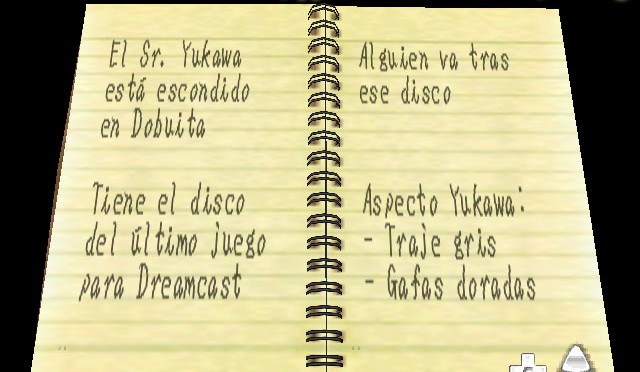 El Sr. Yukawa
está escondido
en Dobuita
Tiene el disco
del último juego
para Dreamcast
Alguien va tras
ese disco
Aspecto Yukawa:
- Traje gris
- Gafas doradas